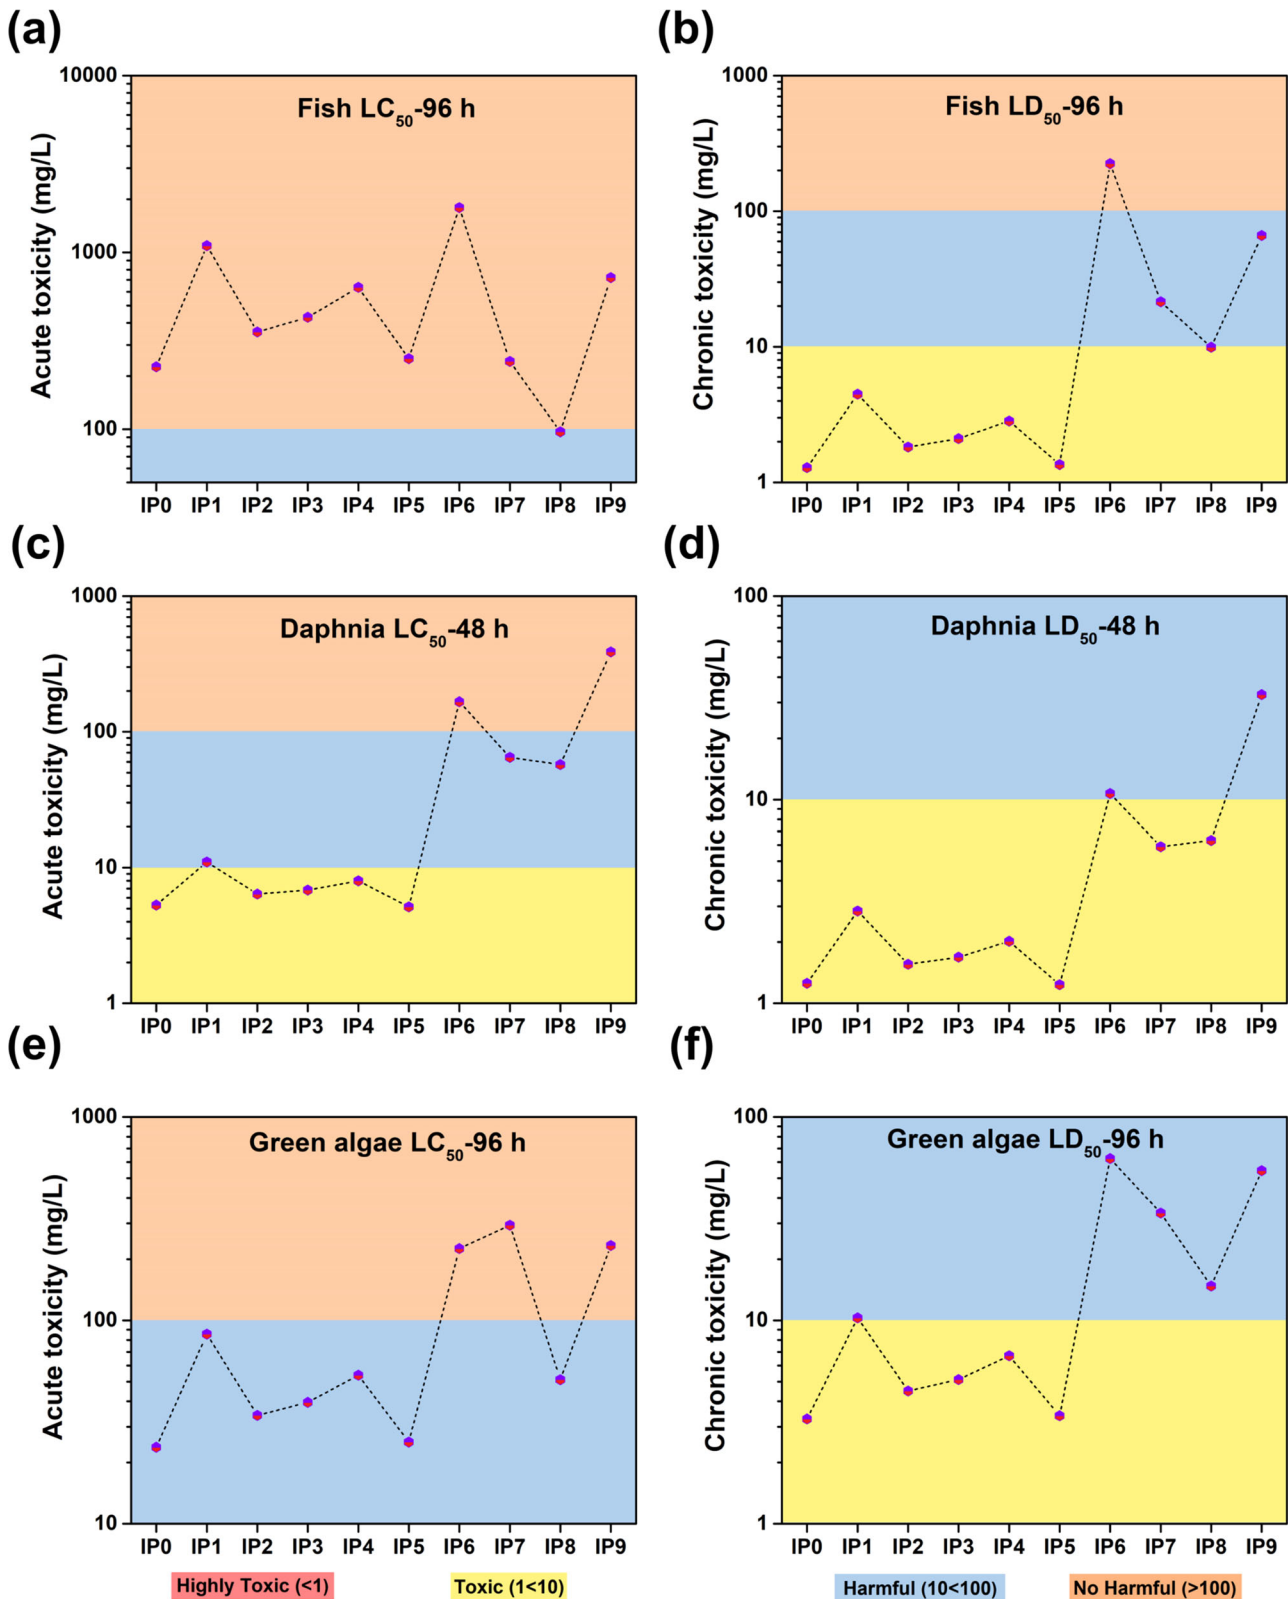 (a)
Fish LC50-96 h
Acute toxicity (mg/L)
10000
1000
100
IP0 IP1 IP2 IP3 IP4 IP5 IP6 IP7 IP8 IP9
(b)
Fish LD50-96 h
Chronic toxicity (mg/L)
1000
100
10
1
IP0 IP1 IP2 IP3 IP4 IP5 IP6 IP7 IP8 IP9
(c)
Daphnia LC50-48 h
Acute toxicity (mg/L)
1000
100
10
1
IP0 IP1 IP2 IP3 IP4 IP5 IP6 IP7 IP8 IP9
(d)
Daphnia LD50-48 h
Chronic toxicity (mg/L)
100
10
1
IP0 IP1 IP2 IP3 IP4 IP5 IP6 IP7 IP8 IP9
(e)
Green algae LC50-96 h
Acute toxicity (mg/L)
1000
100
10
IP0 IP1 IP2 IP3 IP4 IP5 IP6 IP7 IP8 IP9
(f)
Green algae LD50-96 h
Chronic toxicity (mg/L)
100
10
1
IP0 IP1 IP2 IP3 IP4 IP5 IP6 IP7 IP8 IP9
Highly Toxic (<1)
Toxic (1<10)
Harmful (10<100)
No Harmful (>100)